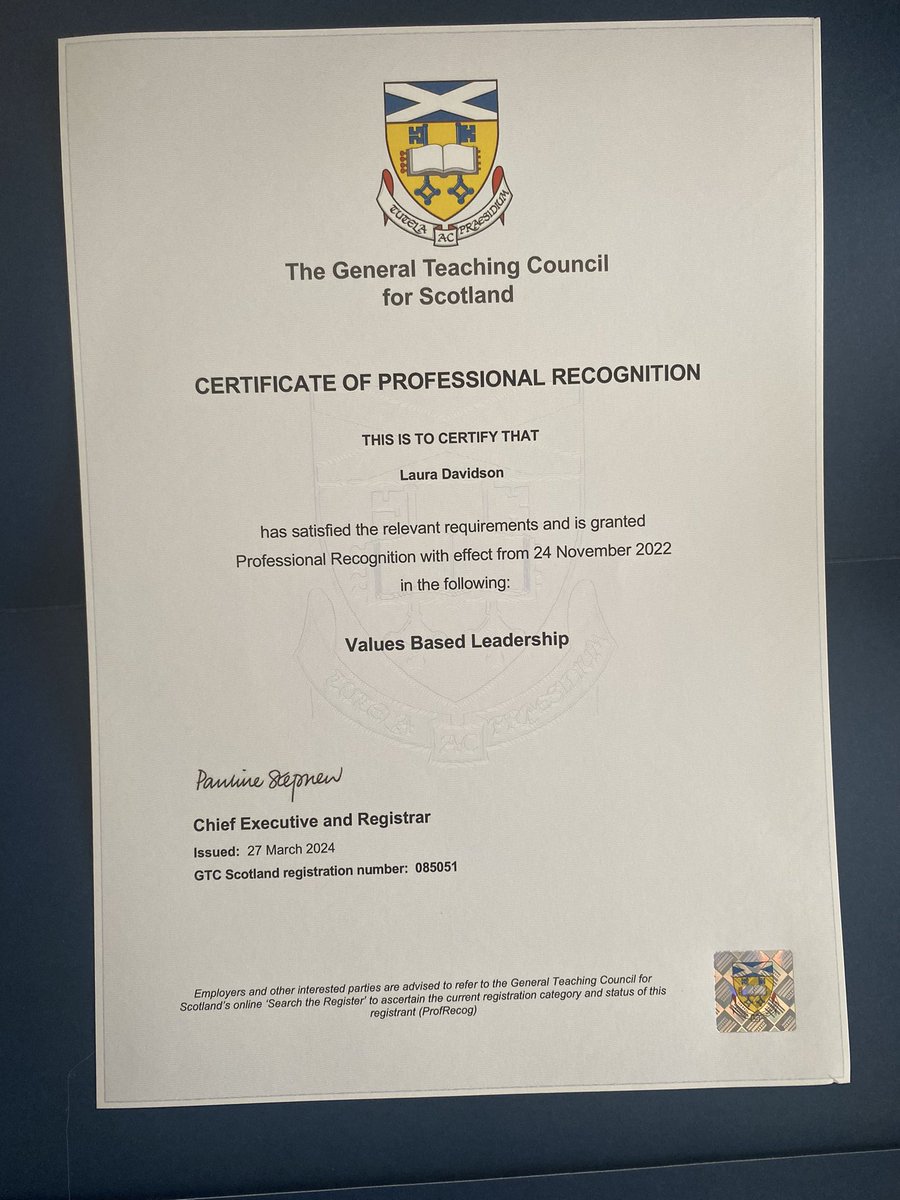 TUTELA AC PRAESIDIUM
The General Teaching Council
for Scotland
CERTIFICATE OF PROFESSIONAL RECOGNITION
THIS IS TO CERTIFY THAT
Laura Davidson
has satisfied the relevant requirements and is granted
Professional Recognition with effect from 24 November 2022
in the following:
Values Based Leadership
TUTELA AC PRAESIDIUM
Pauline Stephen
Chief Executive and Registrar
Issued: 27 March 2024
GTC Scotland registration number: 085051
Employers and other interested parties are advised to refer to the General Teaching Council for
Scotland's online 'Search the Register' to ascertain the current registration category and status of this
registrant (ProfRecog)